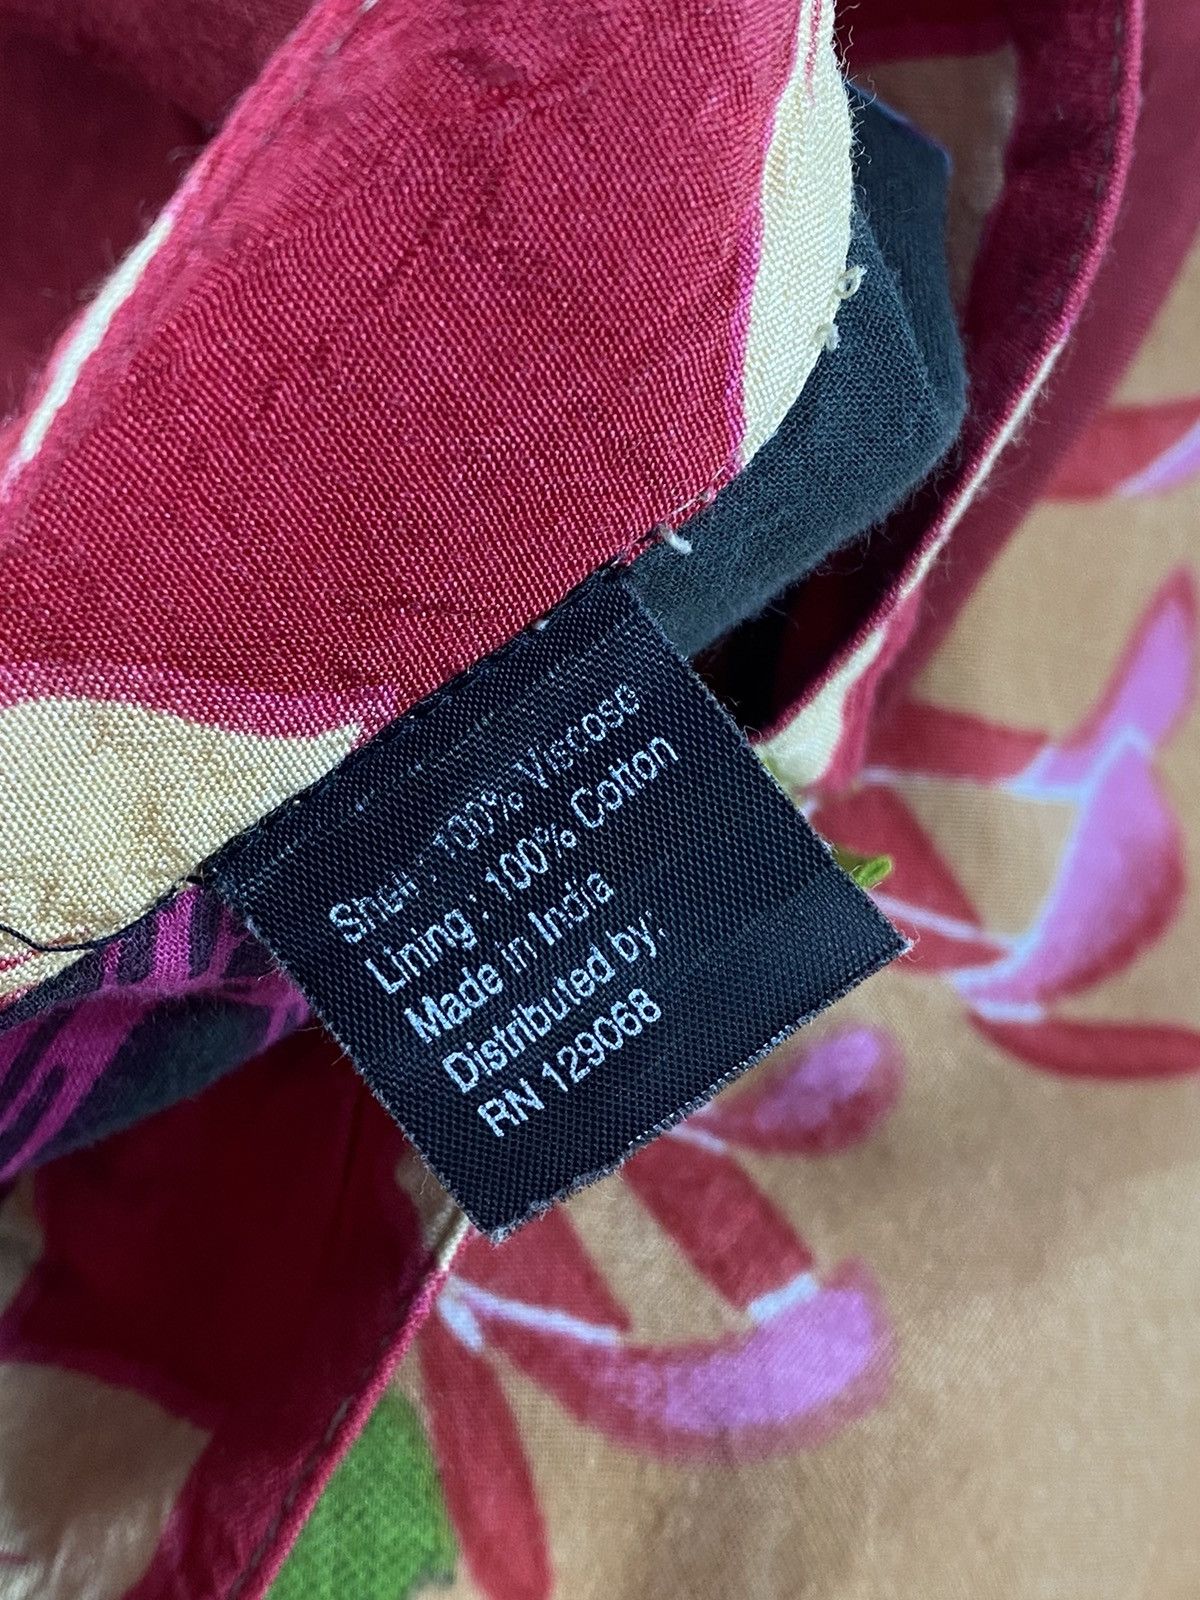 Shell : 100% Viscose
Lining : 100% Cotton
Made in India
Distributed by:
RN 129068